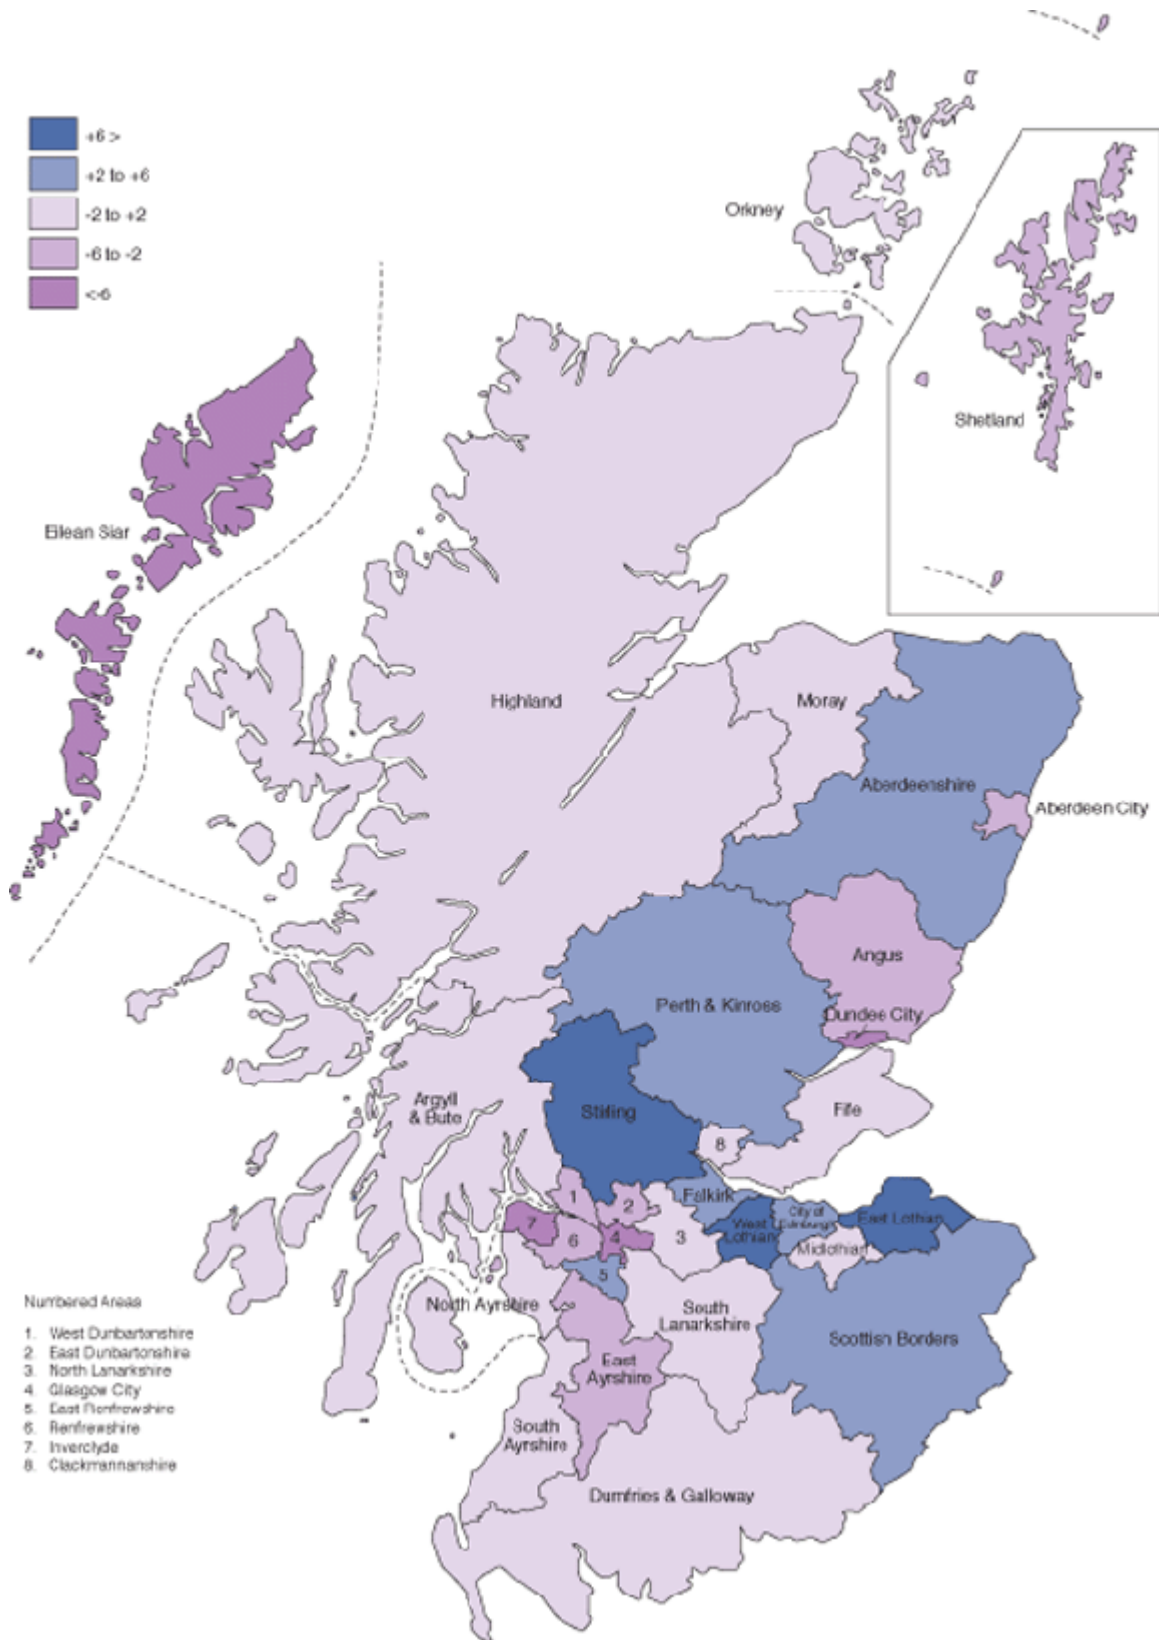 +6 >
+2 to +6
-2 to +2
-6 to -2
<-6
Orkney
Shetland
Eilean Siar
Highland
Moray
Aberdeenshire
Aberdeen City
Angus
Perth & Kinross
Dundee City
Argyll
& Bute
Stirling
Fife
8
1
2
Falkirk
7
6
4
3
West
Lothian
City of
Edinburgh
East Lothian
Midlothian
5
North Ayrshire
South
Lanarkshire
Scottish Borders
East
Ayrshire
South
Ayrshire
Dumfries & Galloway
Numbered Areas
1. West Dunbartonshire
2. East Dunbartonshire
3. North Lanarkshire
4. Glasgow City
5. East Renfrewshire
6. Renfrewshire
7. Inverclyde
8. Clackmannanshire